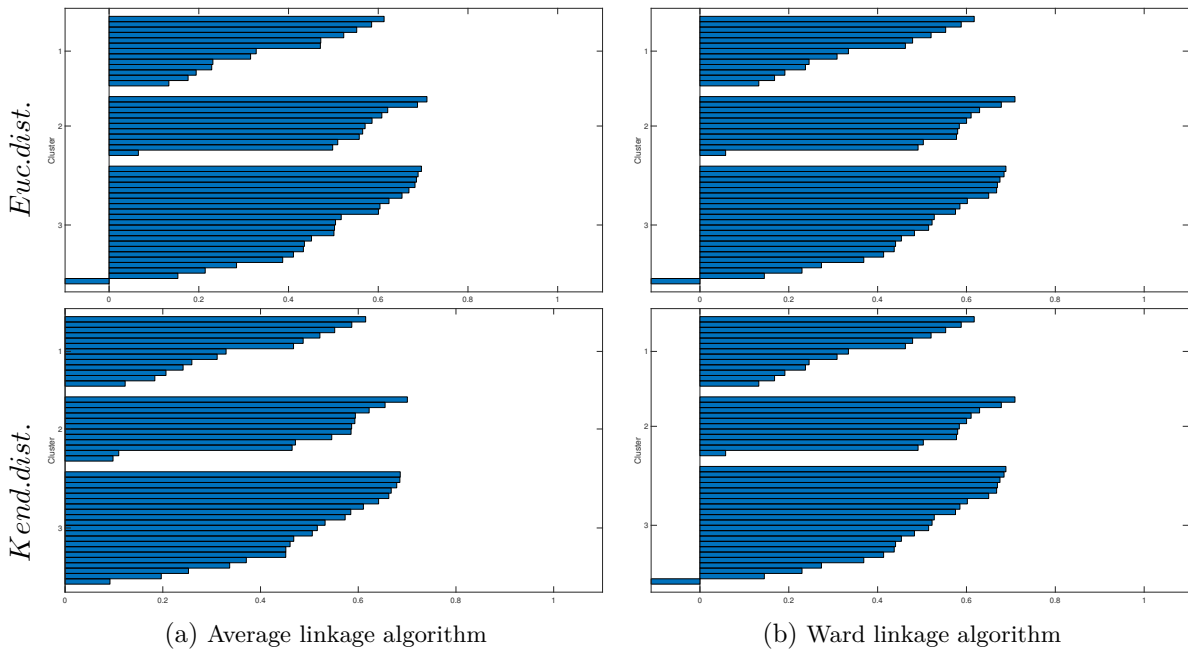 Euc.dist.
Cluster
1
2
3
0 0.2 0.4 0.6 0.8 1
Cluster
1
2
3
0 0.2 0.4 0.6 0.8 1
Kend.dist.
Cluster
1
2
3
0 0.2 0.4 0.6 0.8 1
Cluster
1
2
3
0 0.2 0.4 0.6 0.8 1
(a) Average linkage algorithm
(b) Ward linkage algorithm